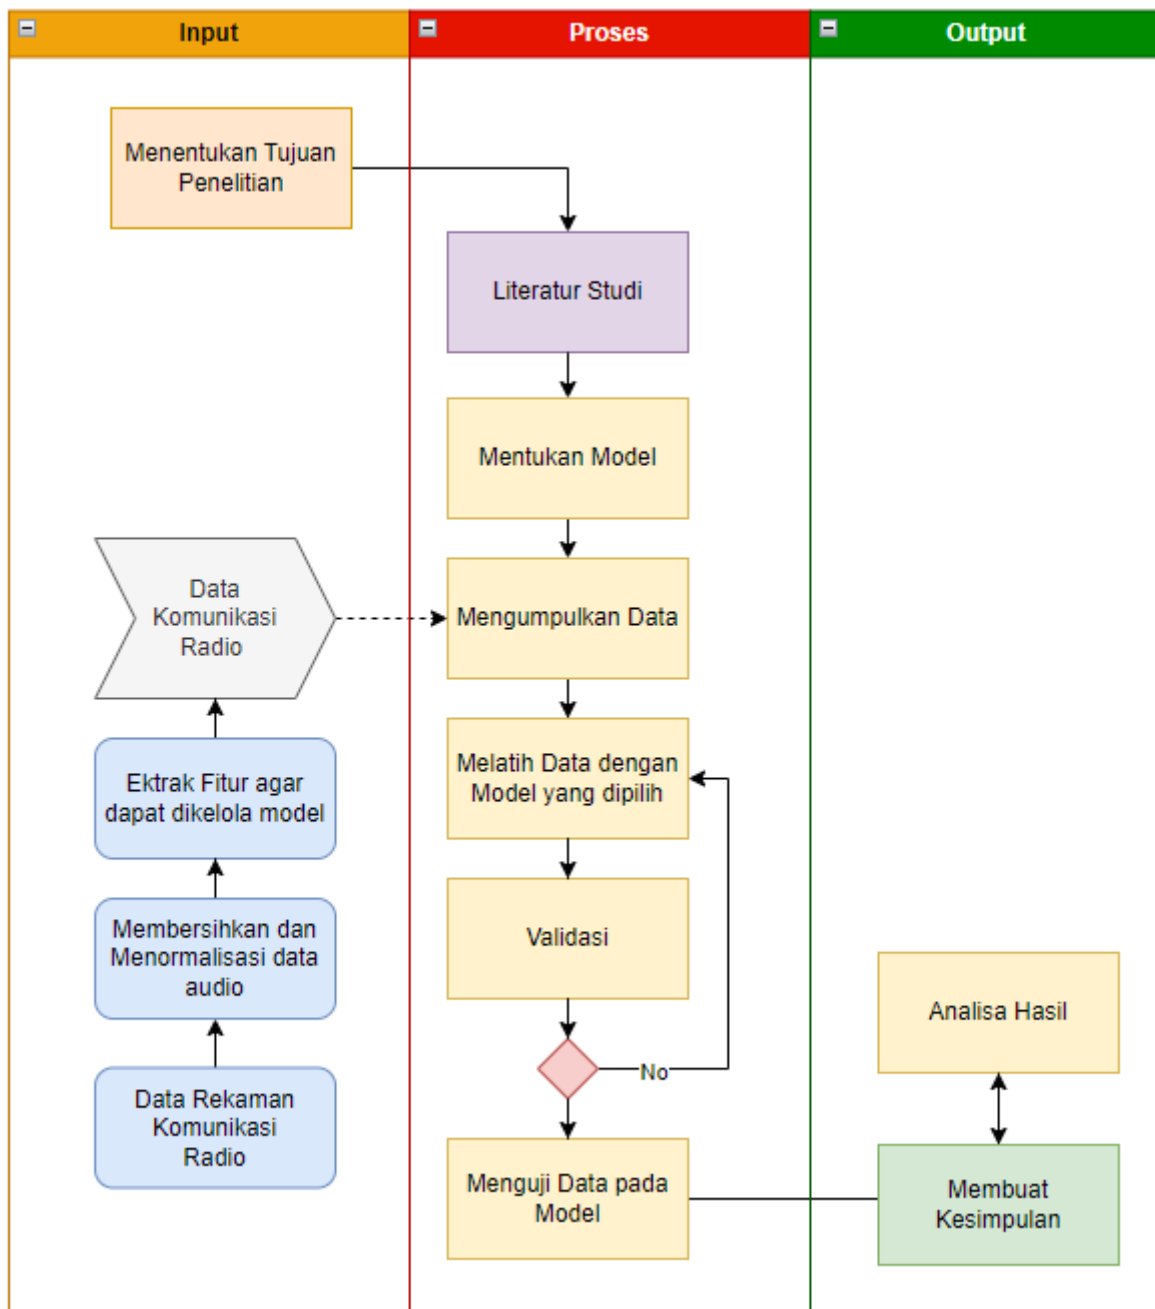 Input
Proses
Output
Menentukan Tujuan
Penelitian
Literatur Studi
Mentukan Model
Data
Komunikasi
Radio
Mengumpulkan Data
Ektrak Fitur agar
dapat dikelola model
Melatih Data dengan
Model yang dipilih
Membersihkan dan
Menormalisasi data
audio
Validasi
Analisa Hasil
No
Data Rekaman
Komunikasi
Radio
Menguji Data pada
Model
Membuat
Kesimpulan